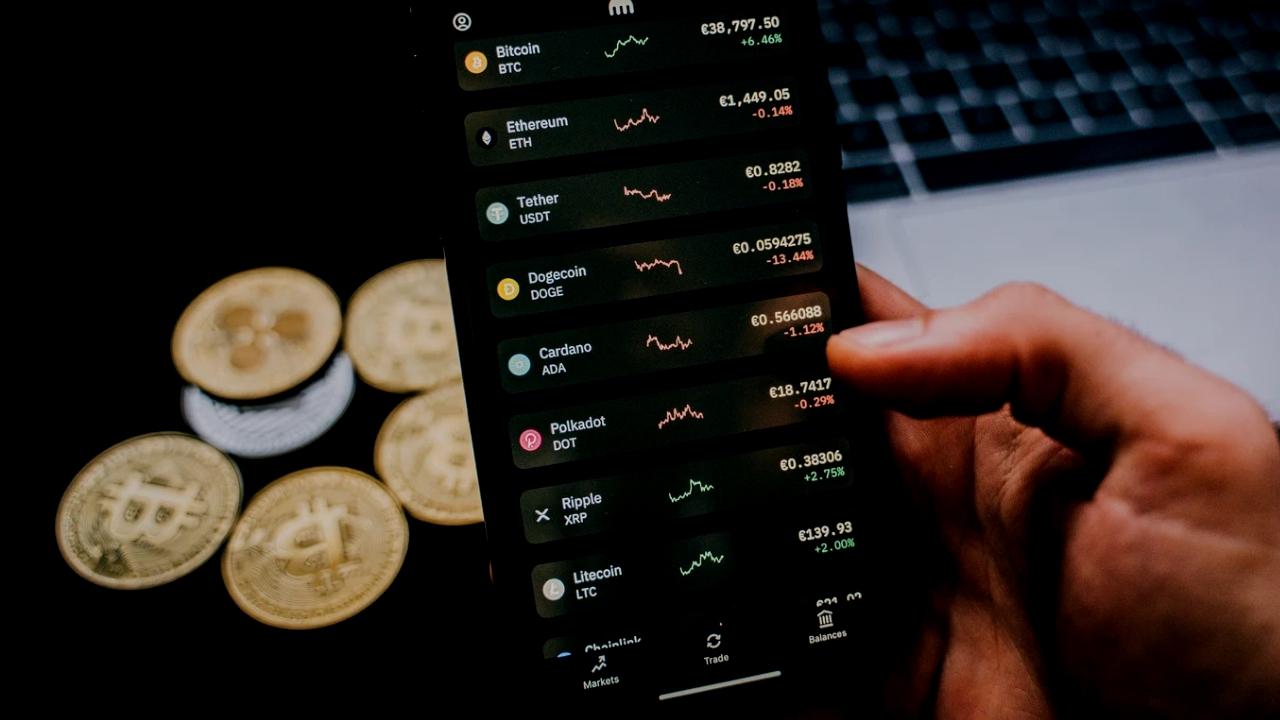 Bitcoin
BTC
€38,797.50
+6.46%
Ethereum
ETH
€1,449.05
-0.14%
Tether
USDT
€0.8282
-0.18%
Dogecoin
DOGE
€0.0594275
-13.44%
Cardano
ADA
€0.566088
-1.12%
Polkadot
DOT
€18.7417
-0.29%
Ripple
XRP
€0.38306
+2.75%
Litecoin
LTC
€139.93
+2.00%
Chainlink
Markets
Trade
Balances